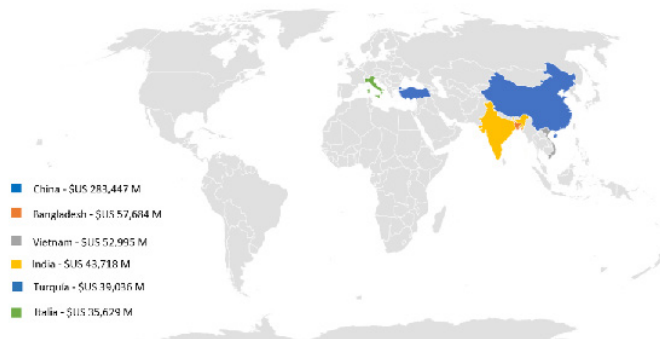 China - $US 283,447 M
Bangladesh - $US 57,684 M
Vietnam - $US 52,995 M
India - $US 43,718 M
Turquía - $US 39,036 M
Italia - $US 35,629 M